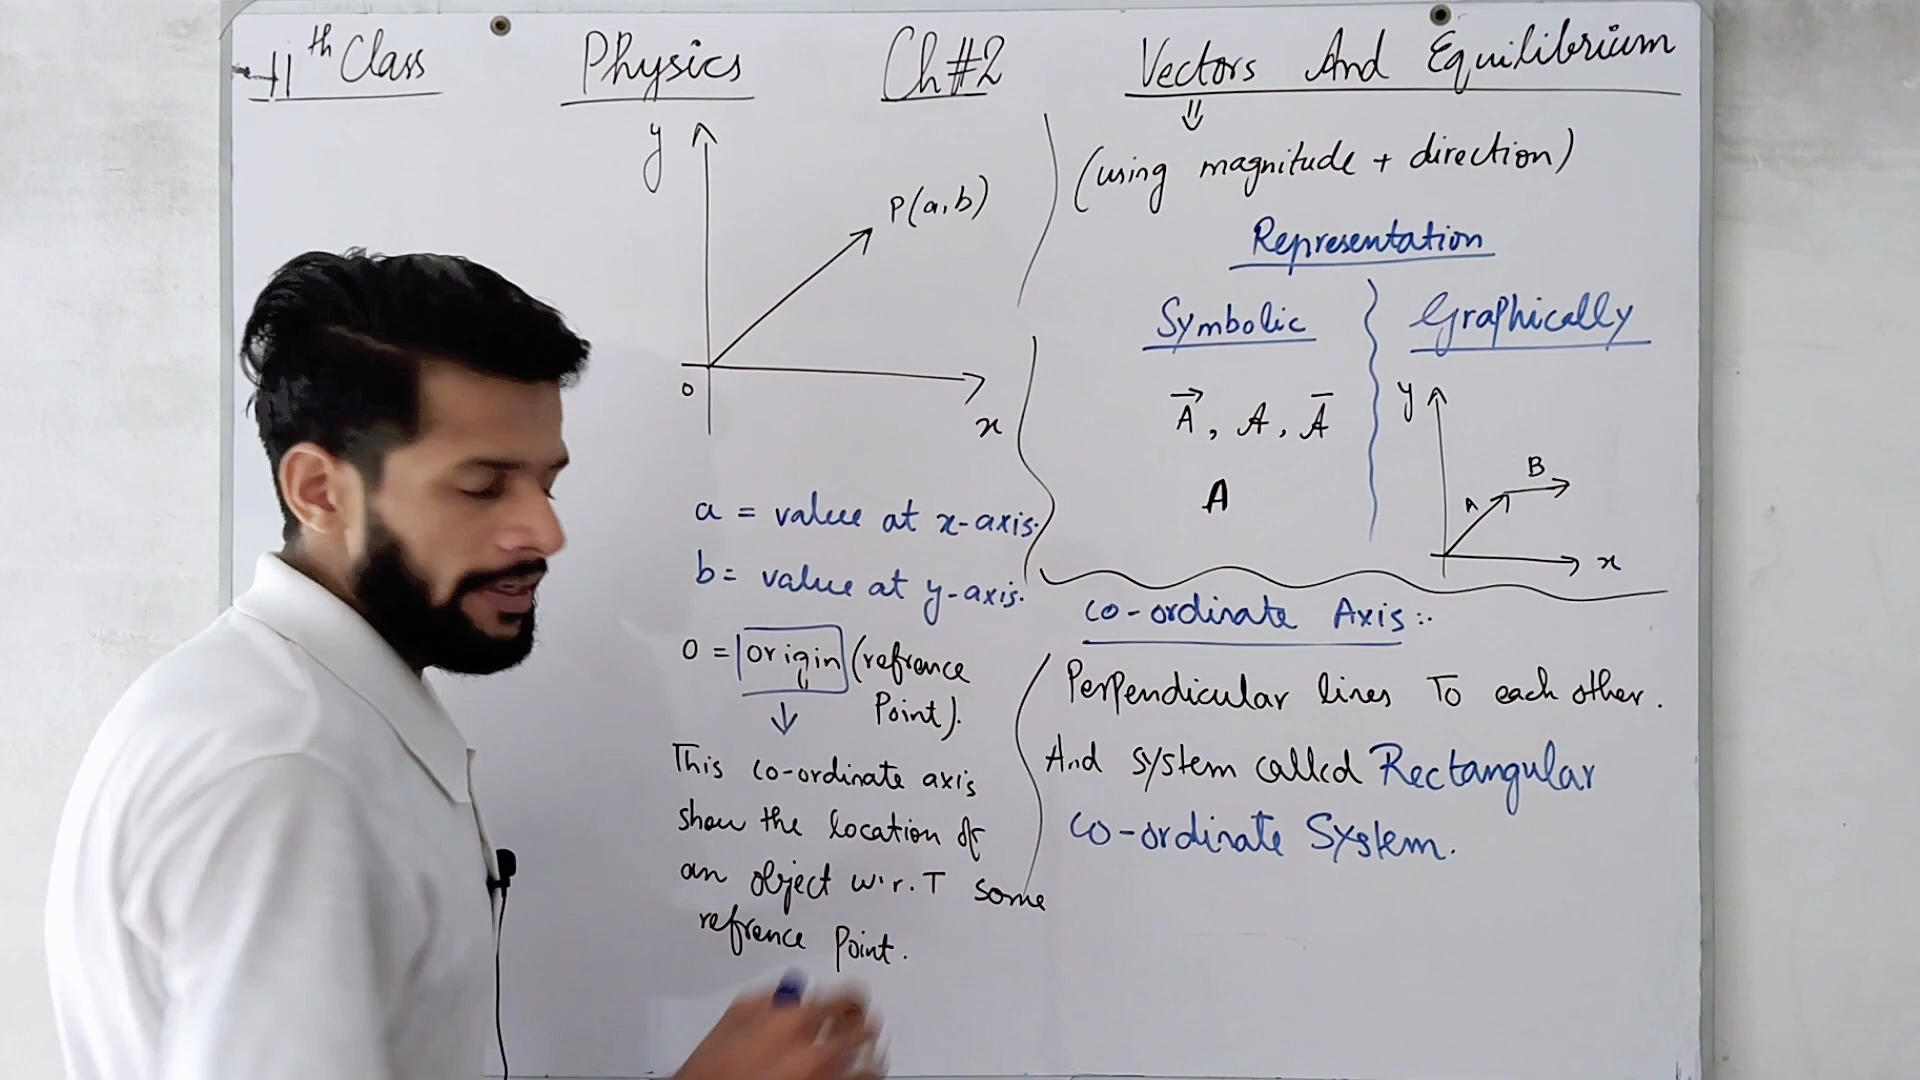 11th Class Physics Ch#2 Vectors And Equilibrium
y
P(a,b)
o
x
a = value at x-axis.
b = value at y-axis.
O = origin (refrence
Point).
This co-ordinate axis
show the location of
an object w.r.T some
refrence Point.
(using magnitude + direction)
Representation
Symbolic
A, A, A
A
Graphically
y
A
B
x
Co-ordinate Axis:-
Perpendicular lines To each other.
And system called Rectangular
Co-ordinate System.